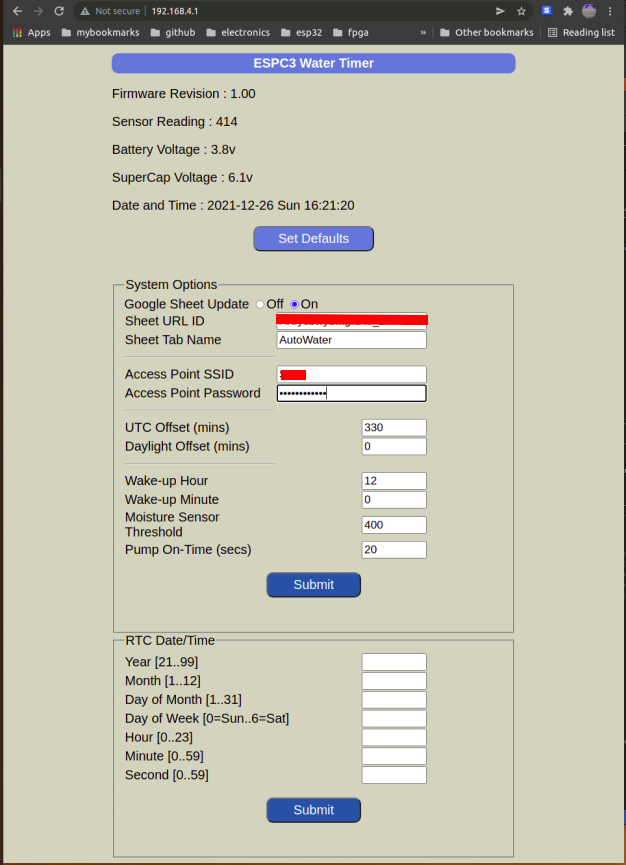 Not secure | 192.168.4.1
Apps mybookmarks github electronics esp32 fpga » Other bookmarks Reading list
ESPC3 Water Timer
Firmware Revision : 1.00
Sensor Reading : 414
Battery Voltage : 3.8v
SuperCap Voltage : 6.1v
Date and Time : 2021-12-26 Sun 16:21:20
Set Defaults
System Options
Google Sheet Update Off On
Sheet URL ID
Sheet Tab Name AutoWater
Access Point SSID
Access Point Password ••••••••••••
UTC Offset (mins) 330
Daylight Offset (mins) 0
Wake-up Hour 12
Wake-up Minute 0
Moisture Sensor
Threshold 400
Pump On-Time (secs) 20
Submit
RTC Date/Time
Year [21..99]
Month [1..12]
Day of Month [1..31]
Day of Week [0=Sun..6=Sat]
Hour [0..23]
Minute [0..59]
Second [0..59]
Submit